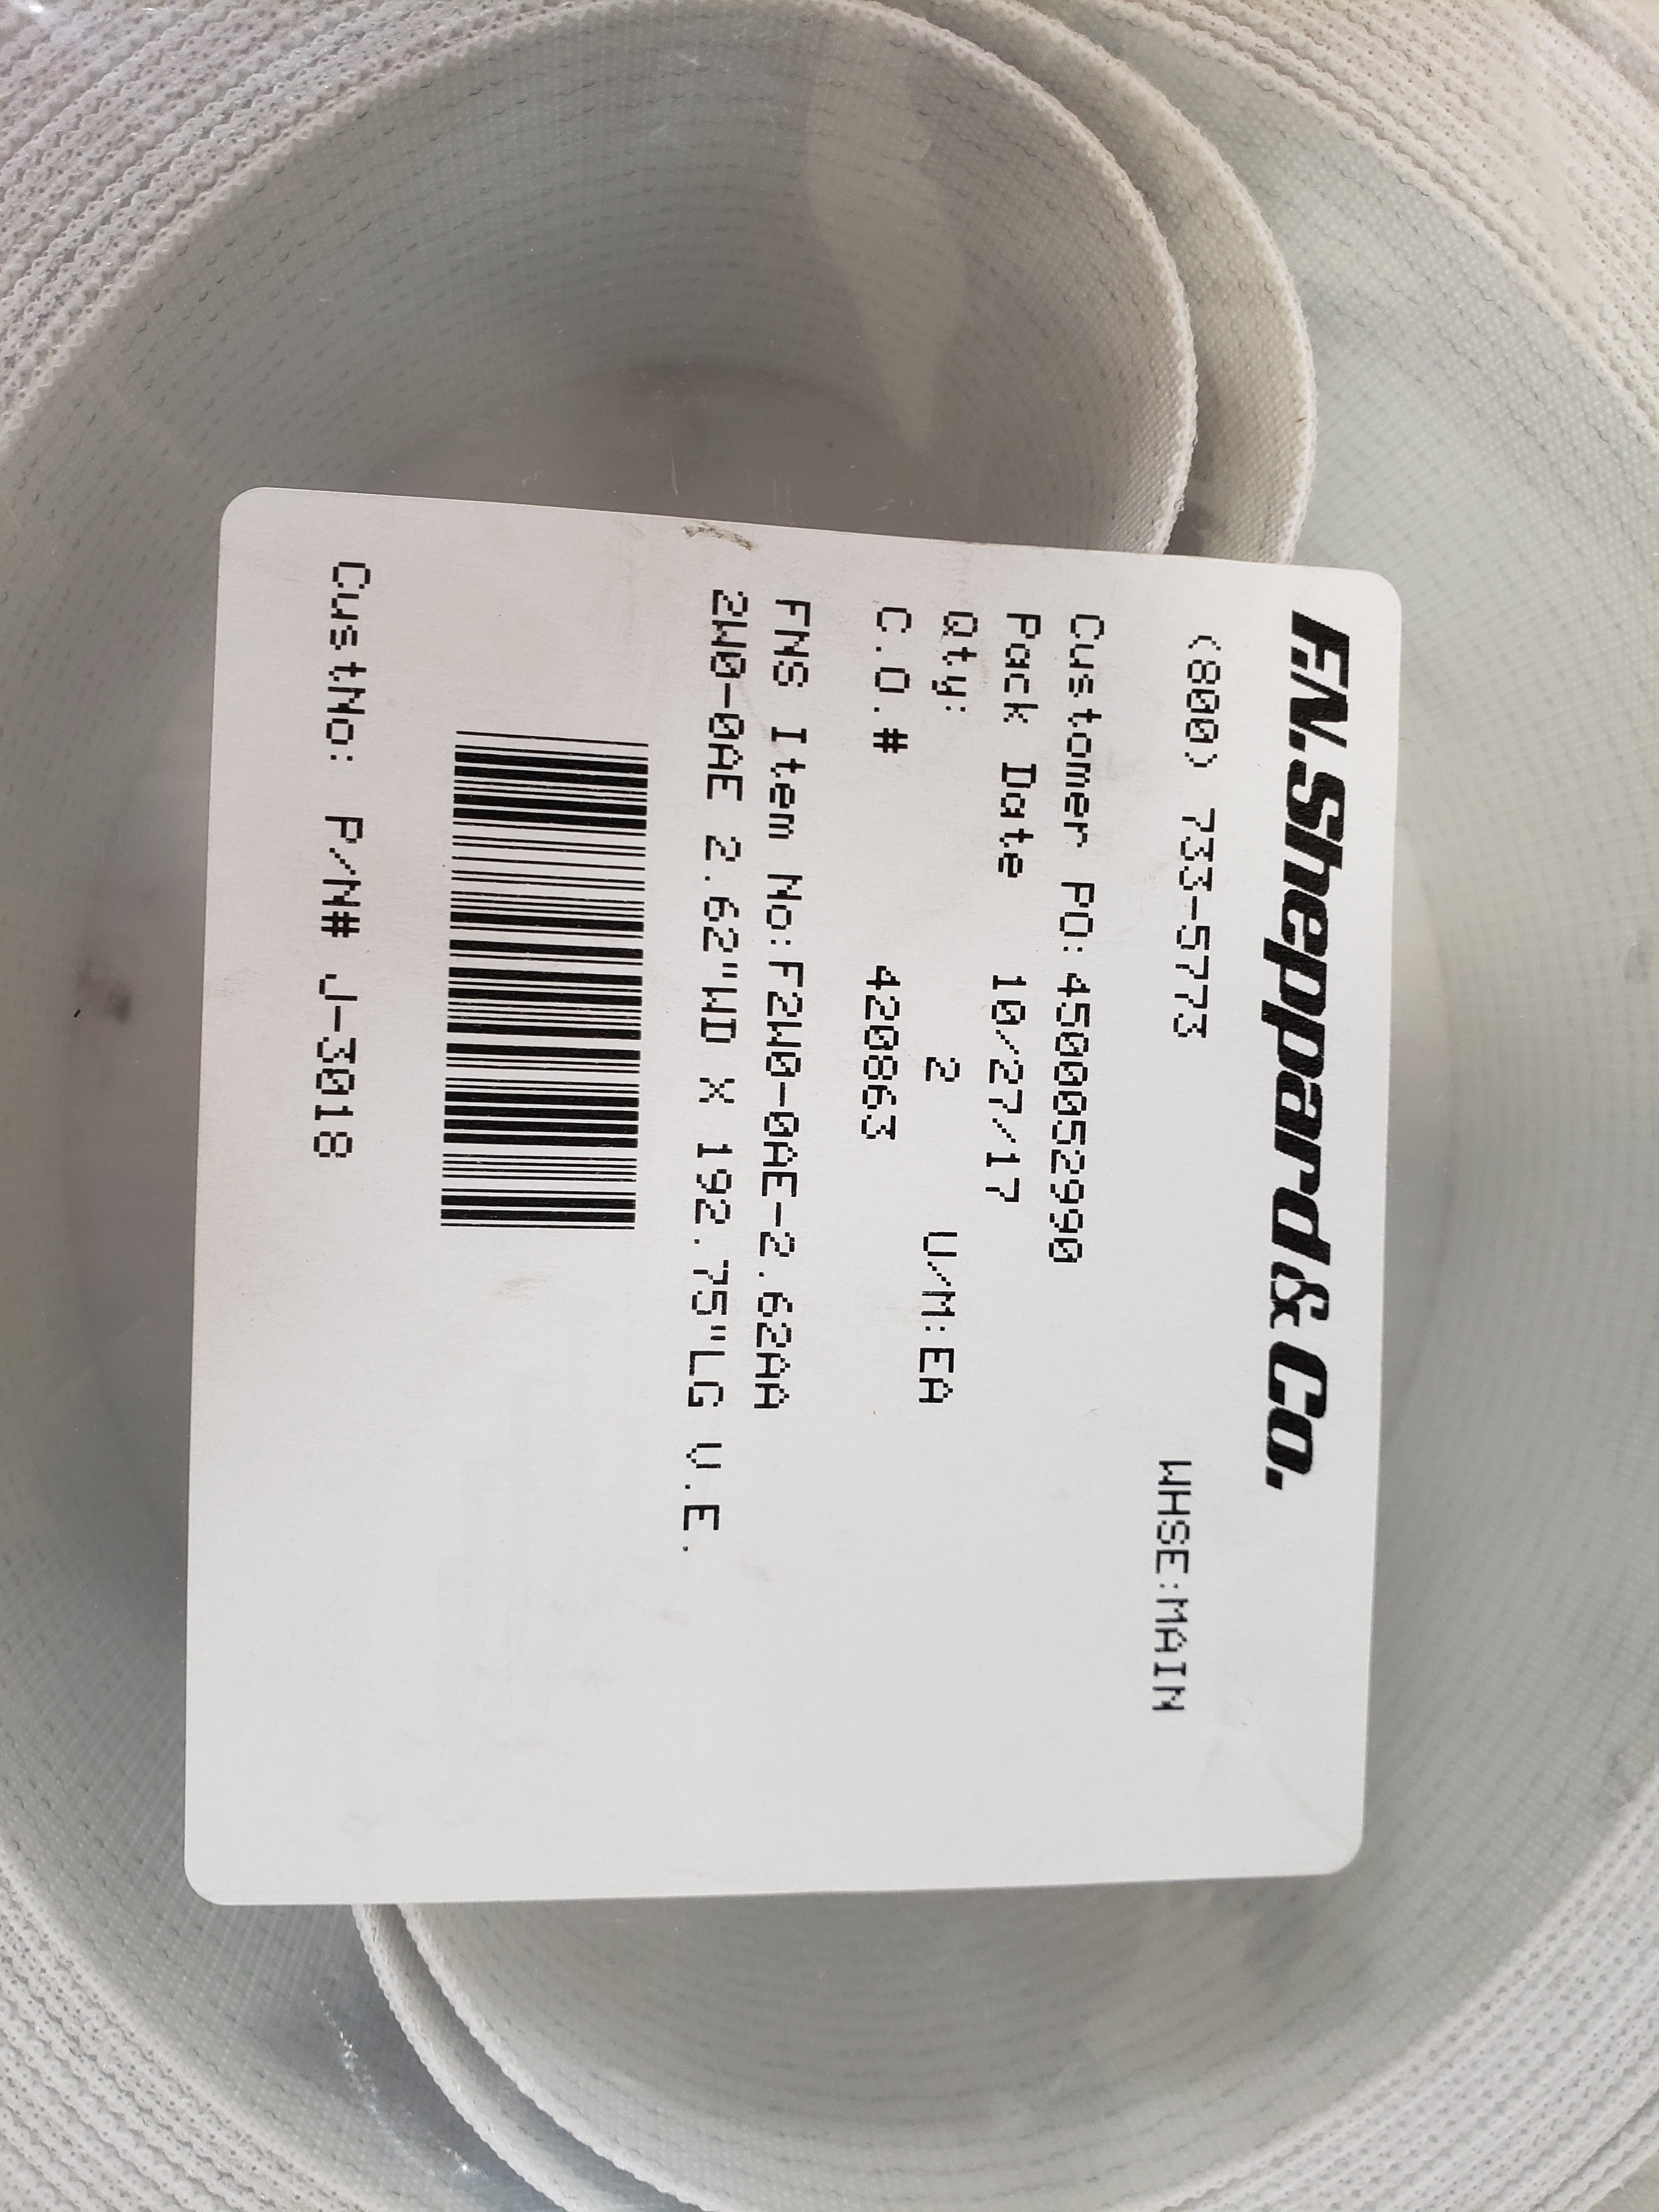 F.N. Sheppard & Co.
(800) 733-5773 WHSE:MAIN
Customer PO: 4500052990
Pack Date 10/27/17
Qty: 2 U/M:EA
C.O.# 420863
FNS Item No:F2W0-0AE-2.62AA
2W0-0AE 2.62"WD X 192.75"LG V.E.
CustNo: P/N# J-3018